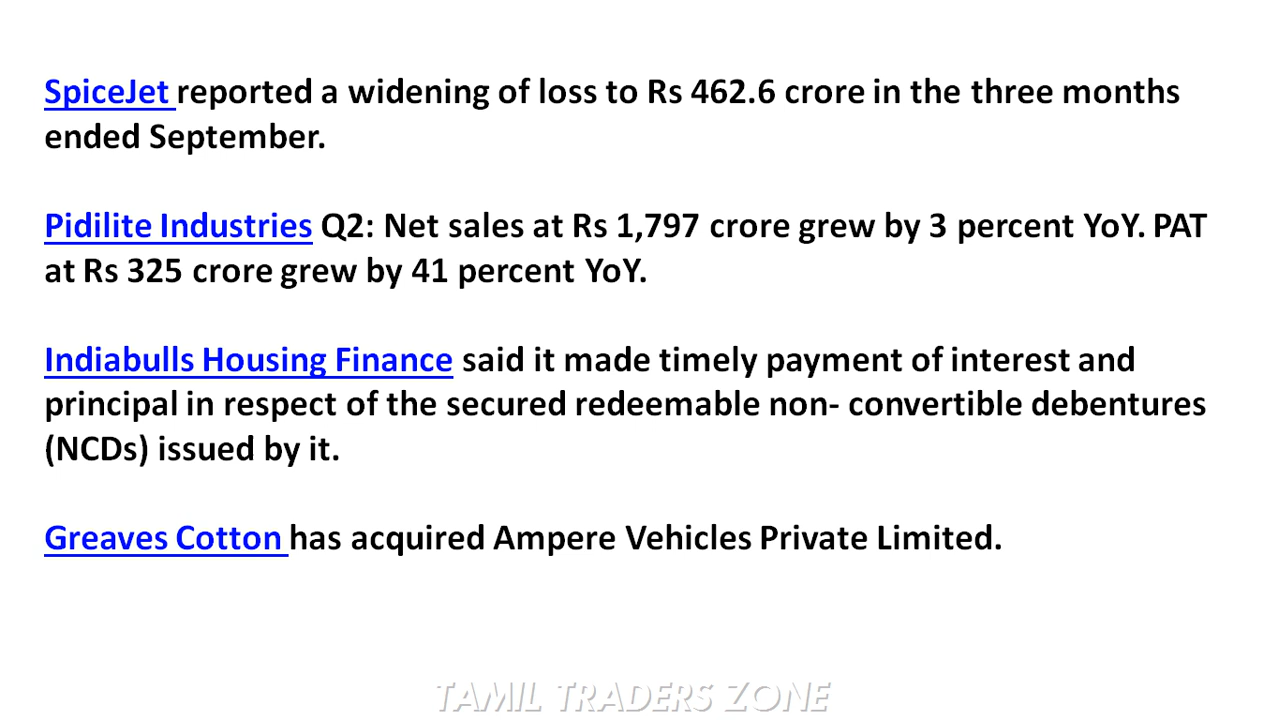 SpiceJet reported a widening of loss to Rs 462.6 crore in the three months
ended September.
Pidilite Industries Q2: Net sales at Rs 1,797 crore grew by 3 percent YoY. PAT
at Rs 325 crore grew by 41 percent YoY.
Indiabulls Housing Finance said it made timely payment of interest and
principal in respect of the secured redeemable non- convertible debentures
(NCDs) issued by it.
Greaves Cotton has acquired Ampere Vehicles Private Limited.
TAMIL TRADERS ZONE